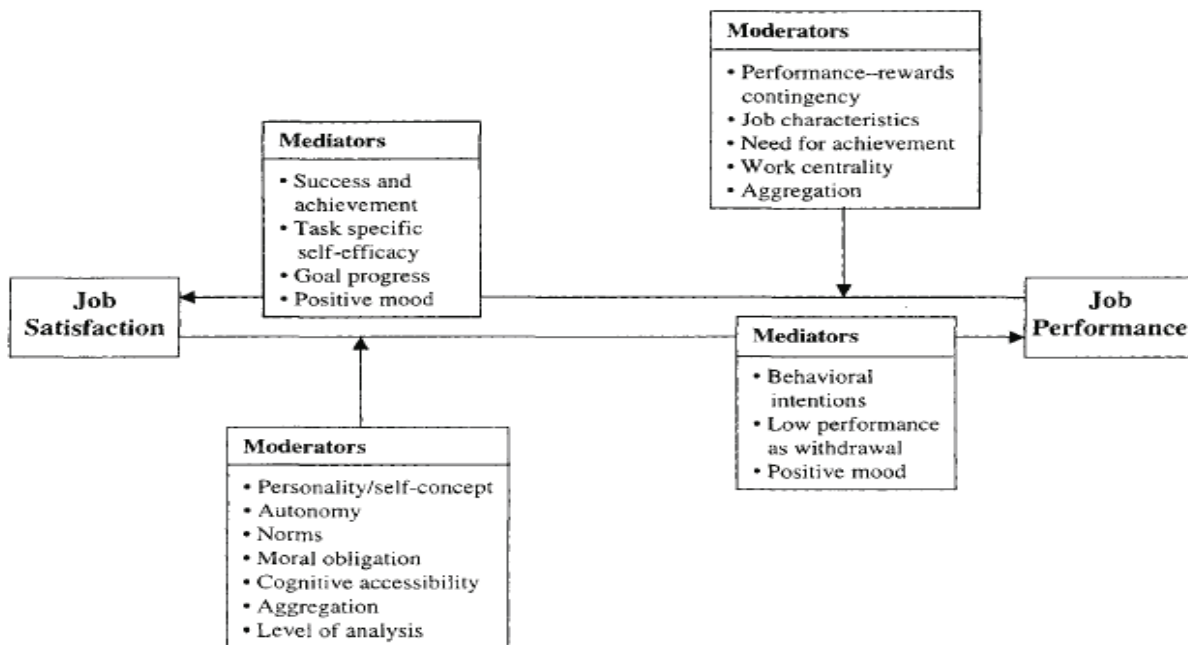 Moderators
• Performance--rewards
contingency
• Job characteristics
• Need for achievement
• Work centrality
• Aggregation
Mediators
• Success and
achievement
• Task specific
self-efficacy
• Goal progress
• Positive mood
Job
Satisfaction
Job
Performance
Mediators
• Behavioral
intentions
• Low performance
as withdrawal
• Positive mood
Moderators
• Personality/self-concept
• Autonomy
• Norms
• Moral obligation
• Cognitive accessibility
• Aggregation
• Level of analysis